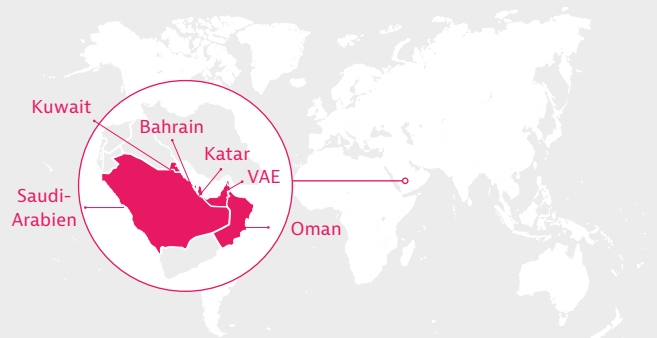 Kuwait
Bahrain
Katar
VAE
Saudi-
Arabien
Oman